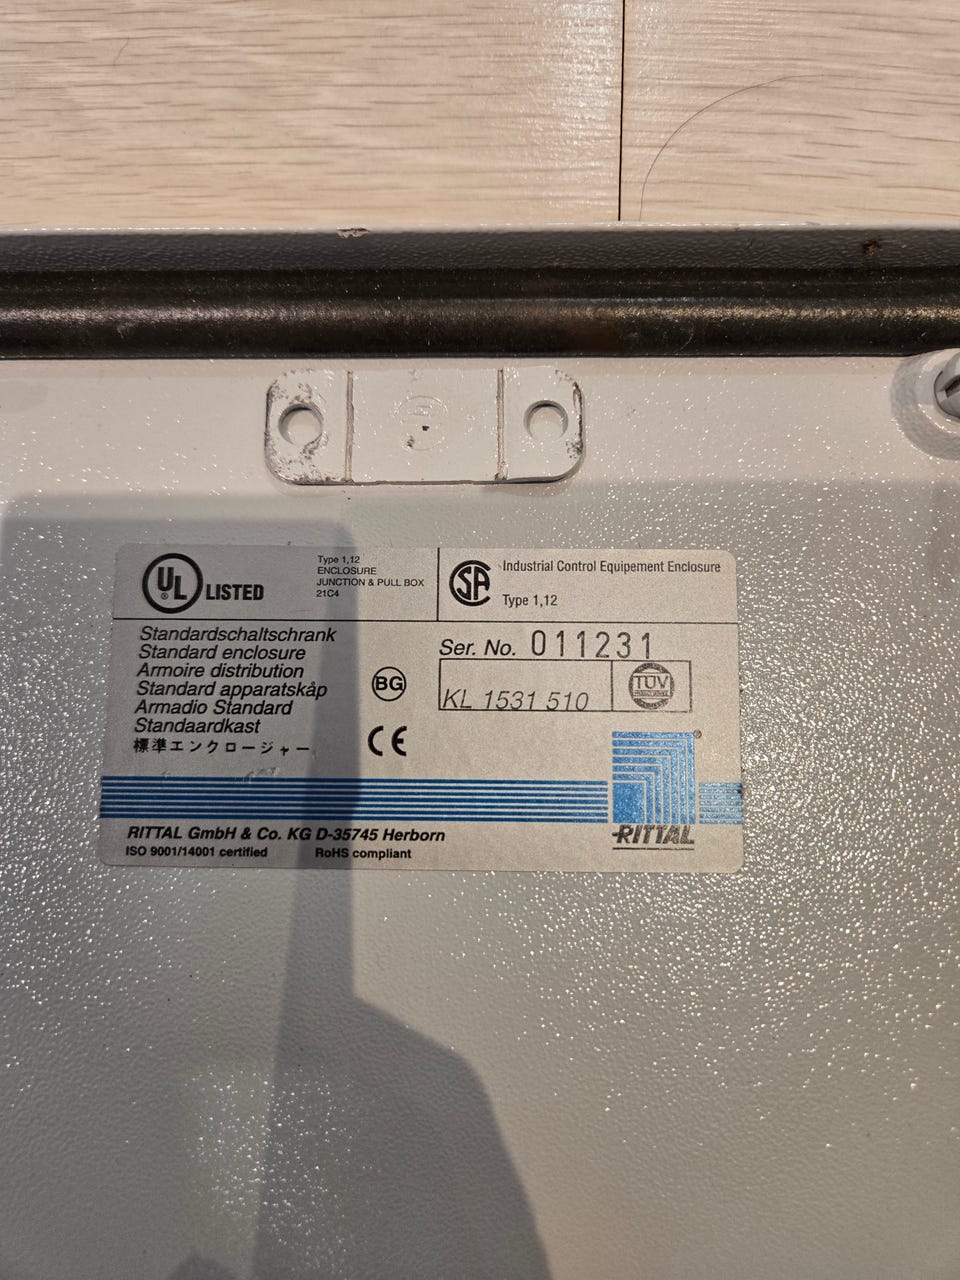 UL
®
LISTED
Type 1,12
ENCLOSURE
JUNCTION & PULL BOX
21C4
SA
Industrial Control Equipement Enclosure
Type 1,12
Standardschaltschrank
Standard enclosure
Armoire distribution
Standard apparatskåp
Armadio Standard
Standaardkast
標準エンクロージャー
BG
CE
Ser. No. 011231
KL 1531 510
TÜV
®
RITTAL
RITTAL GmbH & Co. KG D-35745 Herborn
ISO 9001/14001 certified RoHS compliant